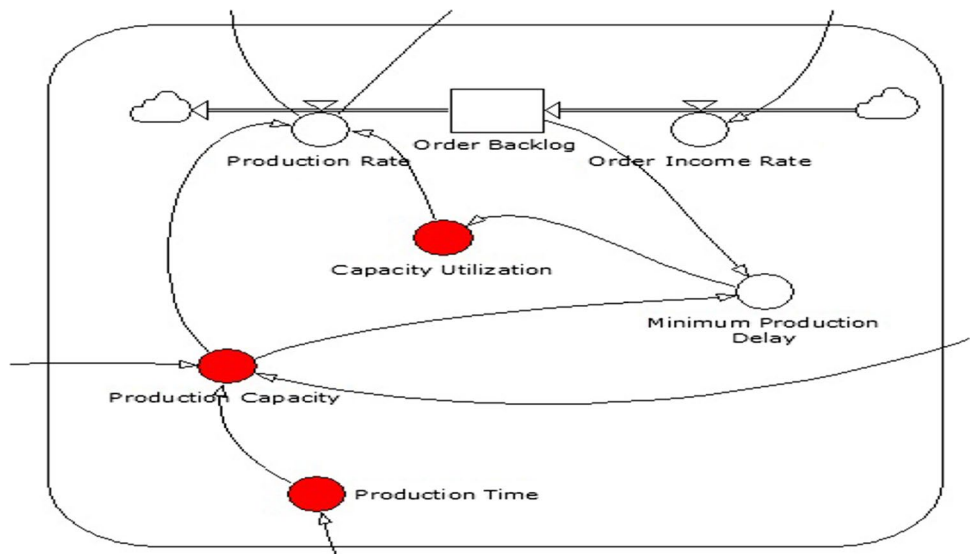 Order Backlog
Production Rate
Order Income Rate
Capacity Utilization
Minimum Production
Delay
Production Capacity
Production Time